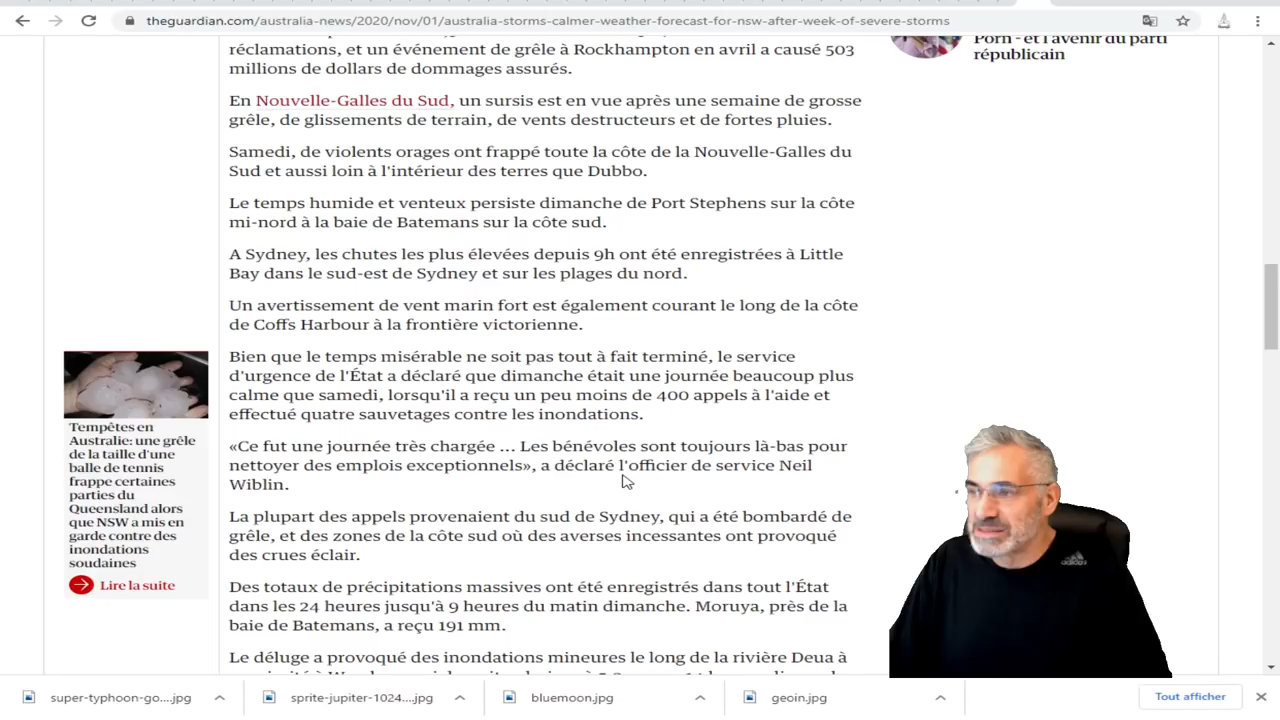 theguardian.com/australia-news/2020/nov/01/australia-storms-calmer-weather-forecast-for-nsw-after-week-of-severe-storms
Porn - et l'avenir du parti
républicain
réclamations, et un événement de grêle à Rockhampton en avril a causé 503
millions de dollars de dommages assurés.
En Nouvelle-Galles du Sud, un sursis est en vue après une semaine de grosse
grêle, de glissements de terrain, de vents destructeurs et de fortes pluies.
Samedi, de violents orages ont frappé toute la côte de la Nouvelle-Galles du
Sud et aussi loin à l'intérieur des terres que Dubbo.
Le temps humide et venteux persiste dimanche de Port Stephens sur la côte
mi-nord à la baie de Batemans sur la côte sud.
A Sydney, les chutes les plus élevées depuis 9h ont été enregistrées à Little
Bay dans le sud-est de Sydney et sur les plages du nord.
Un avertissement de vent marin fort est également courant le long de la côte
de Coffs Harbour à la frontière victorienne.
Bien que le temps misérable ne soit pas tout à fait terminé, le service
d'urgence de l'État a déclaré que dimanche était une journée beaucoup plus
calme que samedi, lorsqu'il a reçu un peu moins de 400 appels à l'aide et
effectué quatre sauvetages contre les inondations.
«Ce fut une journée très chargée ... Les bénévoles sont toujours là-bas pour
nettoyer des emplois exceptionnels», a déclaré l'officier de service Neil
Wiblin.
La plupart des appels provenaient du sud de Sydney, qui a été bombardé de
grêle, et des zones de la côte sud où des averses incessantes ont provoqué
des crues éclair.
Des totaux de précipitations massives ont été enregistrés dans tout l'État
dans les 24 heures jusqu'à 9 heures du matin dimanche. Moruya, près de la
baie de Batemans, a reçu 191 mm.
Le déluge a provoqué des inondations mineures le long de la rivière Deua à
Tempêtes en
Australie: une grêle
de la taille d'une
balle de tennis
frappe certaines
parties du
Queensland alors
que NSW a mis en
garde contre des
inondations
soudaines
Lire la suite
adidas
super-typhoon-go....jpg
sprite-jupiter-1024....jpg
bluemoon.jpg
geoin.jpg
Tout afficher